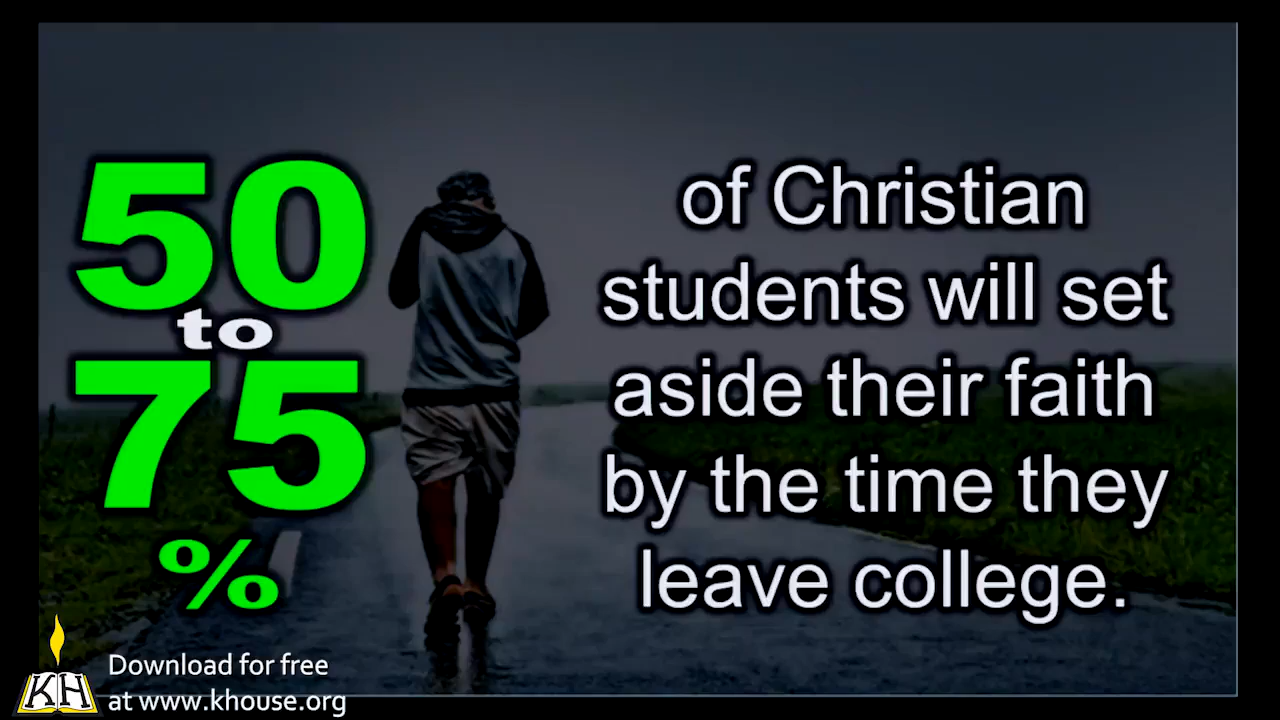 50
to
75
%
of Christian
students will set
aside their faith
by the time they
leave college.
KH
Download for free
at www.khouse.org